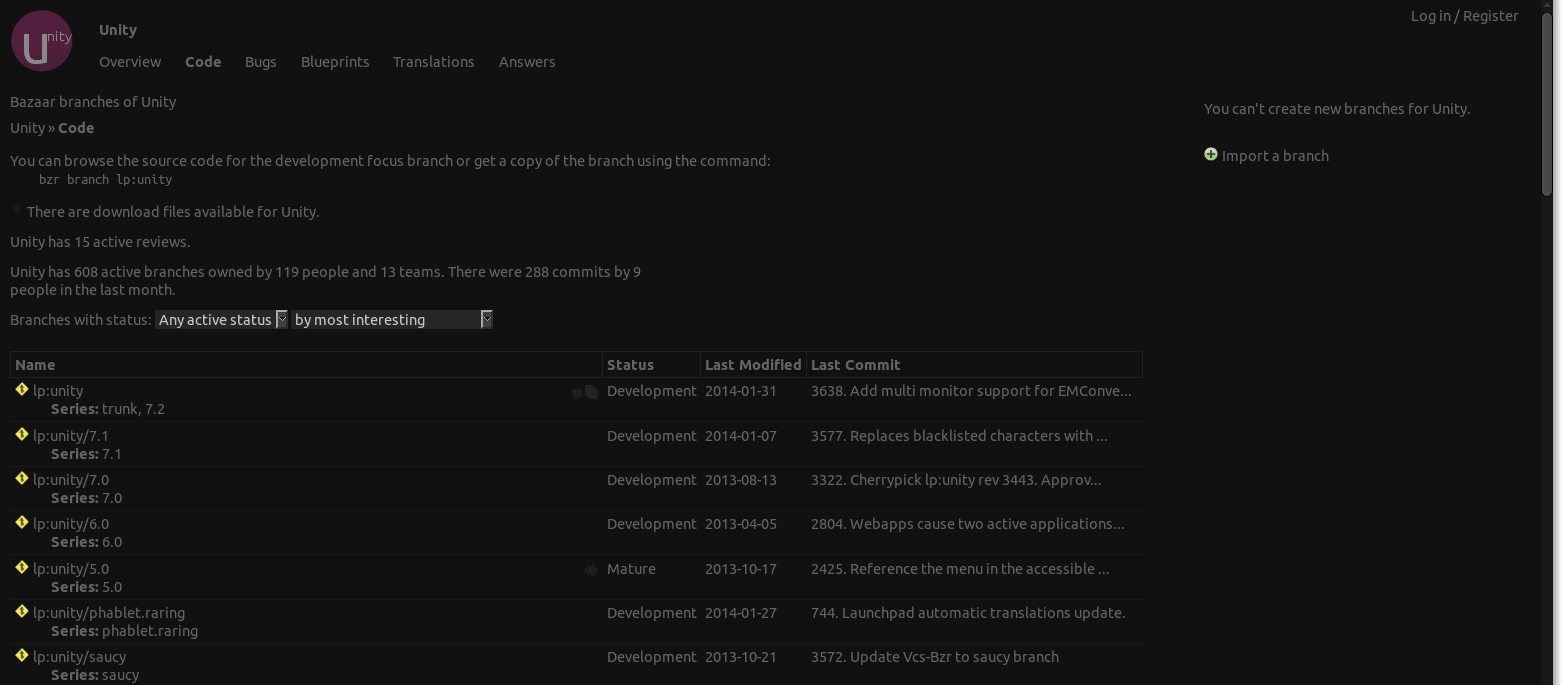 Unity
Log in / Register
Unity
Overview Code Bugs Blueprints Translations Answers
Bazaar branches of Unity
You can't create new branches for Unity.
Unity » Code
Import a branch
You can browse the source code for the development focus branch or get a copy of the branch using the command:
bzr branch lp:unity
There are download files available for Unity.
Unity has 15 active reviews.
Unity has 608 active branches owned by 119 people and 13 teams. There were 288 commits by 9
people in the last month.
Branches with status: Any active status by most interesting
Name Status Last Modified Last Commit
lp:unity Development 2014-01-31 3638. Add multi monitor support for EMConve...
Series: trunk, 7.2
lp:unity/7.1 Development 2014-01-07 3577. Replaces blacklisted characters with ...
Series: 7.1
lp:unity/7.0 Development 2013-08-13 3322. Cherrypick lp:unity rev 3443. Approv...
Series: 7.0
lp:unity/6.0 Development 2013-04-05 2804. Webapps cause two active applications...
Series: 6.0
lp:unity/5.0 Mature 2013-10-17 2425. Reference the menu in the accessible ...
Series: 5.0
lp:unity/phablet.raring Development 2014-01-27 744. Launchpad automatic translations update.
Series: phablet.raring
lp:unity/saucy Development 2013-10-21 3572. Update Vcs-Bzr to saucy branch
Series: saucy